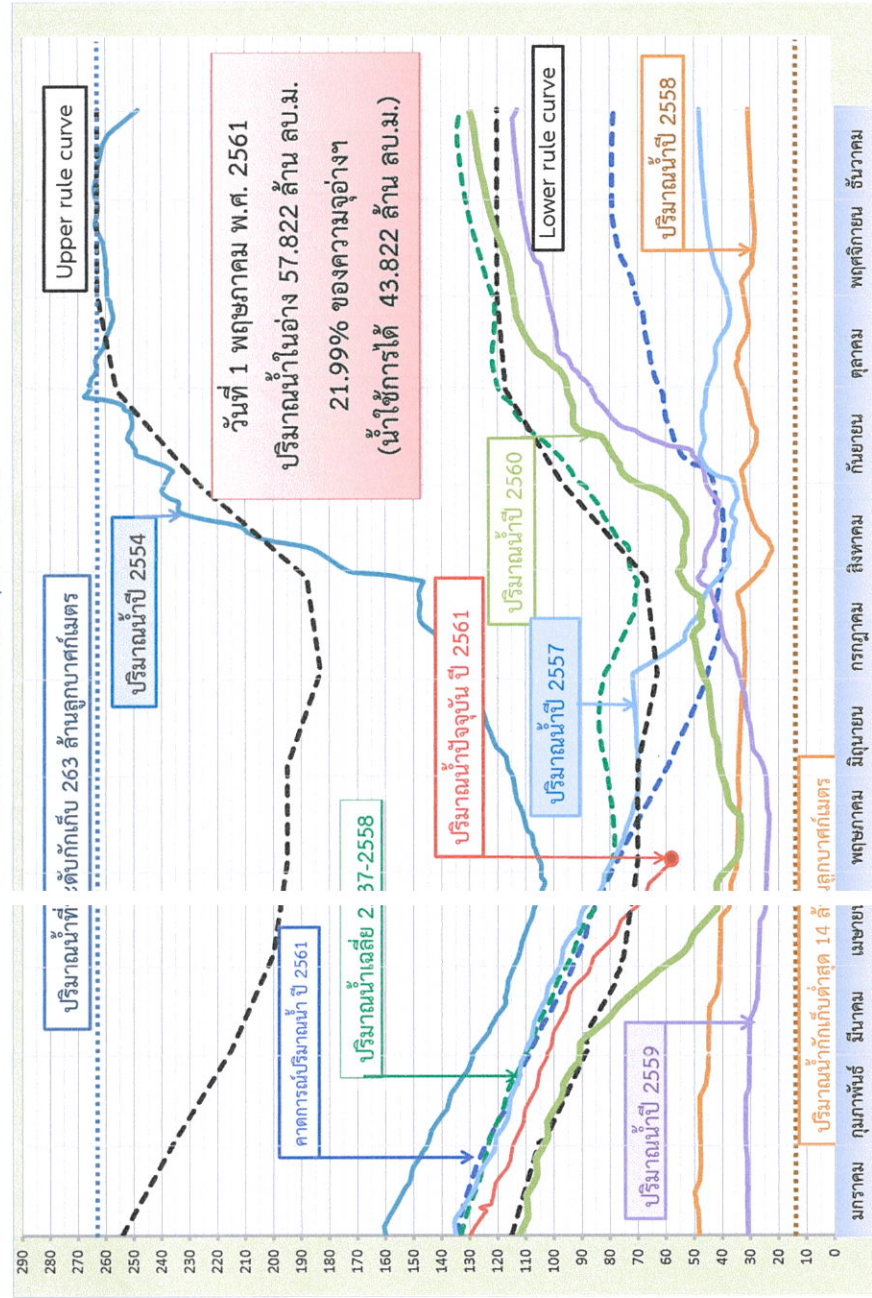 ปริมาณน้ำที่
ะดับกักเก็บ 263 ล้านลูกบาศก์เมตร
Upper rule curve
ปริมาณน้ำปี 2554
วันที่ 1 พฤษภาคม พ.ศ. 2561
ปริมาณน้ำในอ่าง 57.822 ล้าน ลบ.ม.
21.99% ของความจุอ่างฯ
(น้ำใช้การได้ 43.822 ล้าน ลบ.ม.)
คาดการณ์ปริมาณน้ำ ปี 2561
ปริมาณน้ำเฉลี่ย 2
37-2558
ปริมาณน้ำปัจจุบัน ปี 2561
ปริมาณน้ำปี 2560
ปริมาณน้ำปี 2557
Lower rule curve
ปริมาณน้ำปี 2559
ปริมาณน้ำปี 2558
ปริมาณน้ำกักเก็บต่ำสุด 14 ล้
นลูกบาศก์เมตร
290
280
270
260
250
240
230
220
210
200
190
180
170
160
150
140
130
120
110
100
90
80
70
60
50
40
30
20
10
0
มกราคม กุมภาพันธ์ มีนาคม เมษายน พฤษภาคม มิถุนายน กรกฎาคม สิงหาคม กันยายน ตุลาคม พฤศจิกายน ธันวาคม